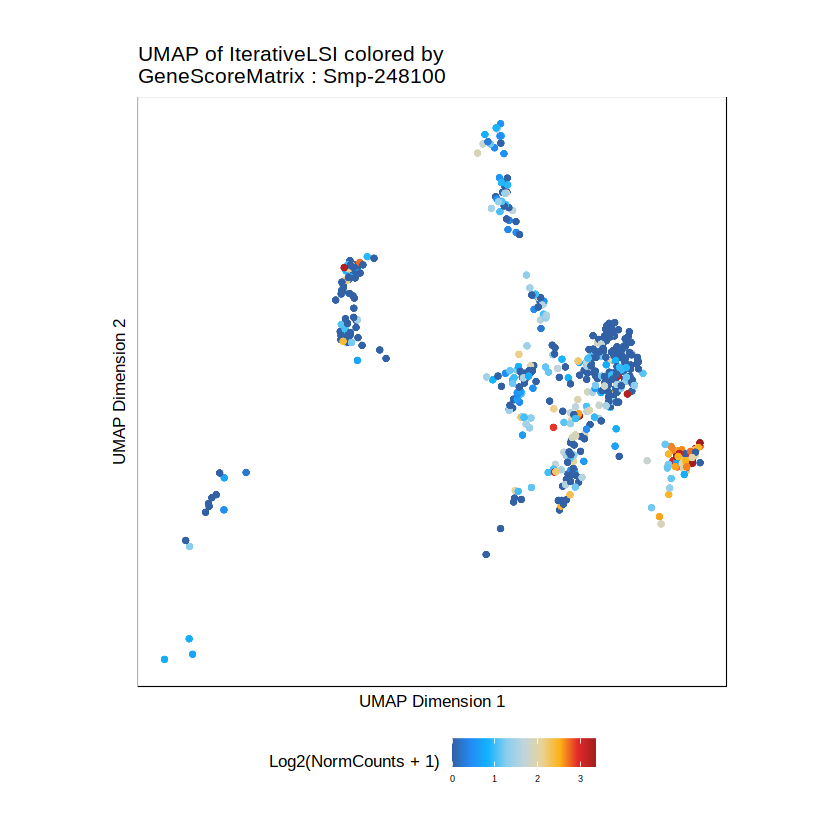 UMAP of IterativeLSI colored by
GeneScoreMatrix : Smp-248100
UMAP Dimension 2
UMAP Dimension 1
Log2(NormCounts + 1)
0 1 2 3